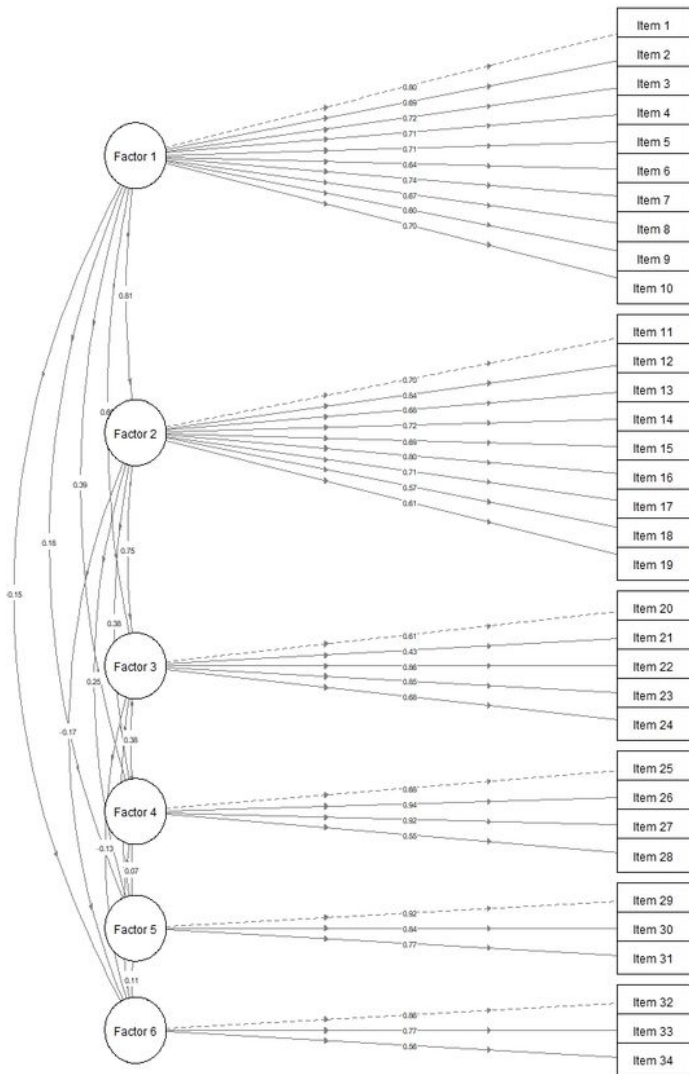 Item 1
Item 2
Item 3
Item 4
Item 5
Item 6
Item 7
Item 8
Item 9
Item 10
Factor 1
0.80
0.69
0.72
0.71
0.71
0.64
0.74
0.67
0.60
0.70
0.81
Item 11
Item 12
Item 13
Item 14
Item 15
Item 16
Item 17
Item 18
Item 19
Factor 2
0.70
0.84
0.68
0.72
0.69
0.80
0.71
0.57
0.61
0.39
0.18
0.75
0.15
0.38
Item 20
Item 21
Item 22
Item 23
Item 24
Factor 3
0.61
0.43
0.86
0.85
0.68
0.25
-0.17
0.38
Item 25
Item 26
Item 27
Item 28
Factor 4
0.66
0.94
0.92
0.55
-0.13
0.07
Item 29
Item 30
Item 31
Factor 5
0.92
0.84
0.77
0.11
Item 32
Item 33
Item 34
Factor 6
0.86
0.77
0.56